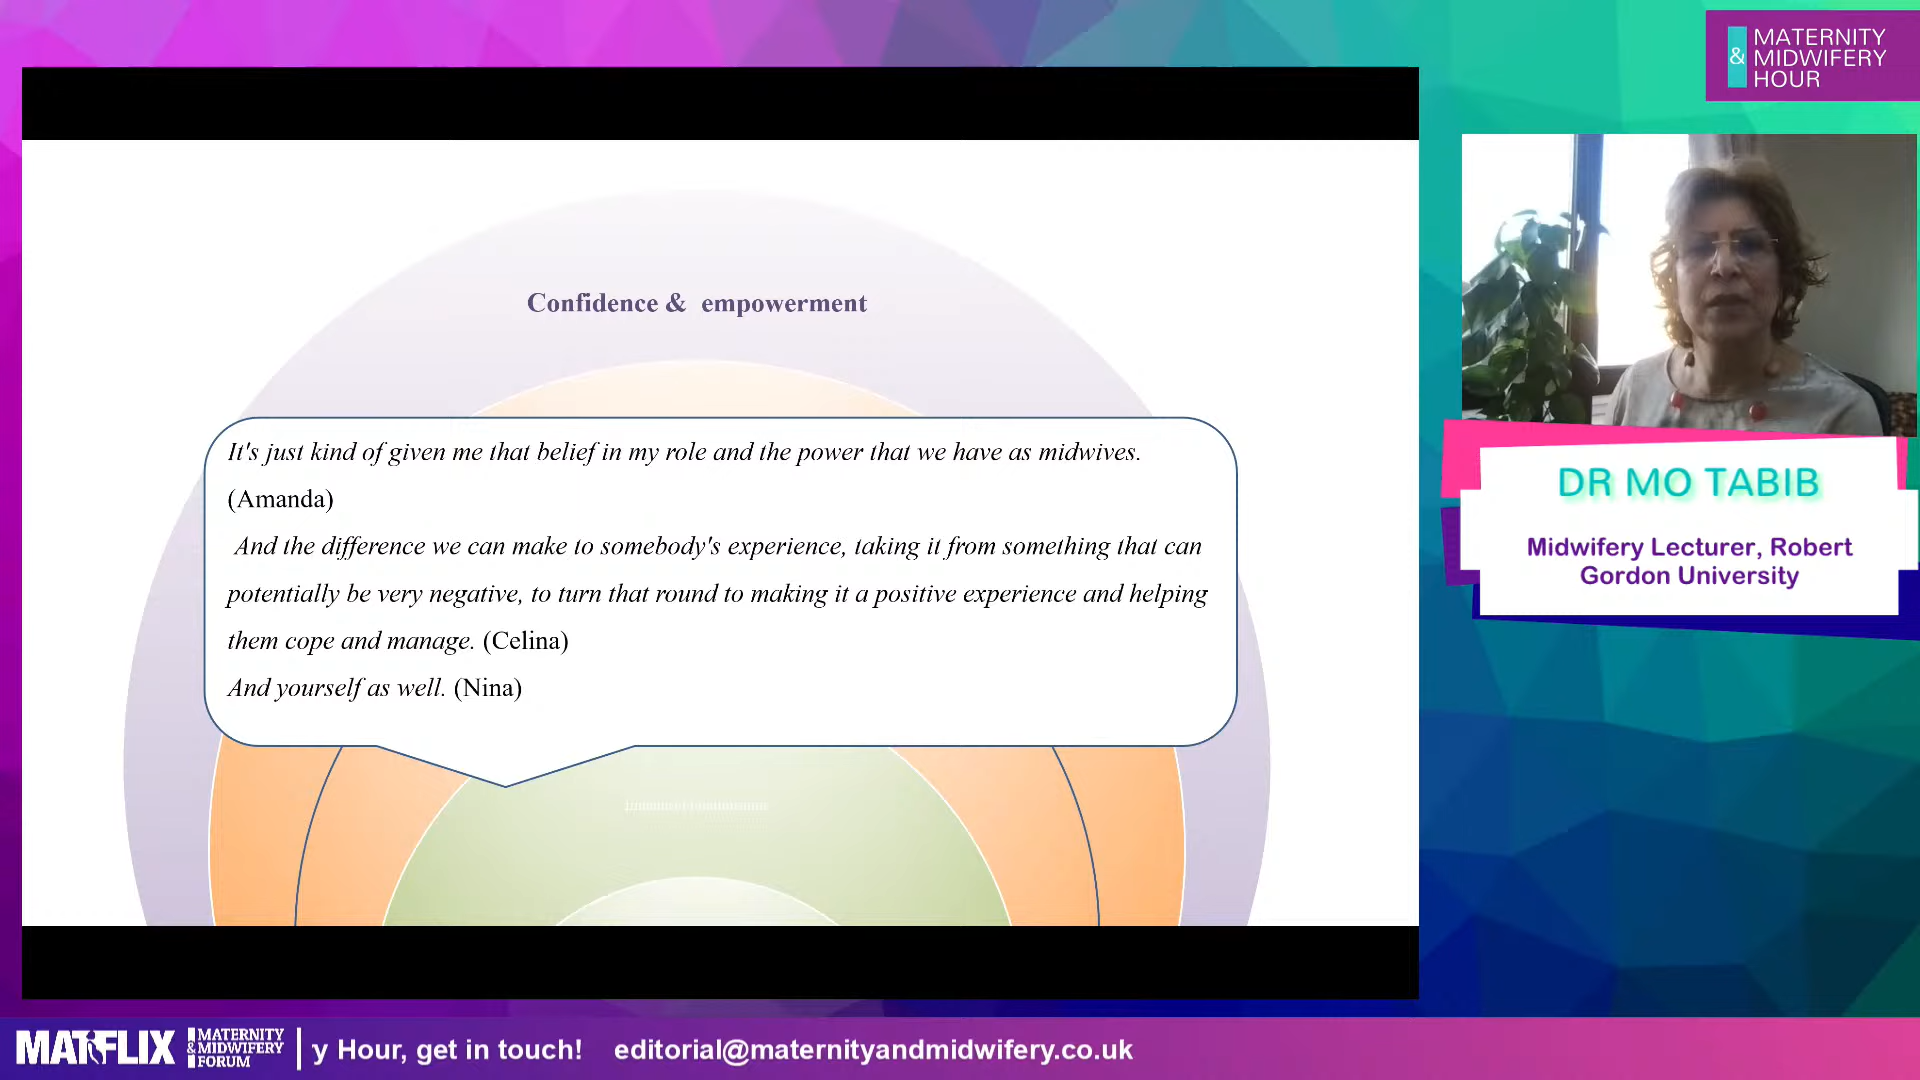 MATERNITY
& MIDWIFERY
HOUR
Confidence &  empowerment
It's just kind of given me that belief in my role and the power that we have as midwives.
(Amanda)
And the difference we can make to somebody's experience, taking it from something that can
potentially be very negative, to turn that round to making it a positive experience and helping
them cope and manage. (Celina)
And yourself as well. (Nina)
DR MO TABIB
Midwifery Lecturer, Robert
Gordon University
MATFLIX
MATERNITY
& MIDWIFERY
FORUM
y Hour, get in touch!    editorial@maternityandmidwifery.co.uk